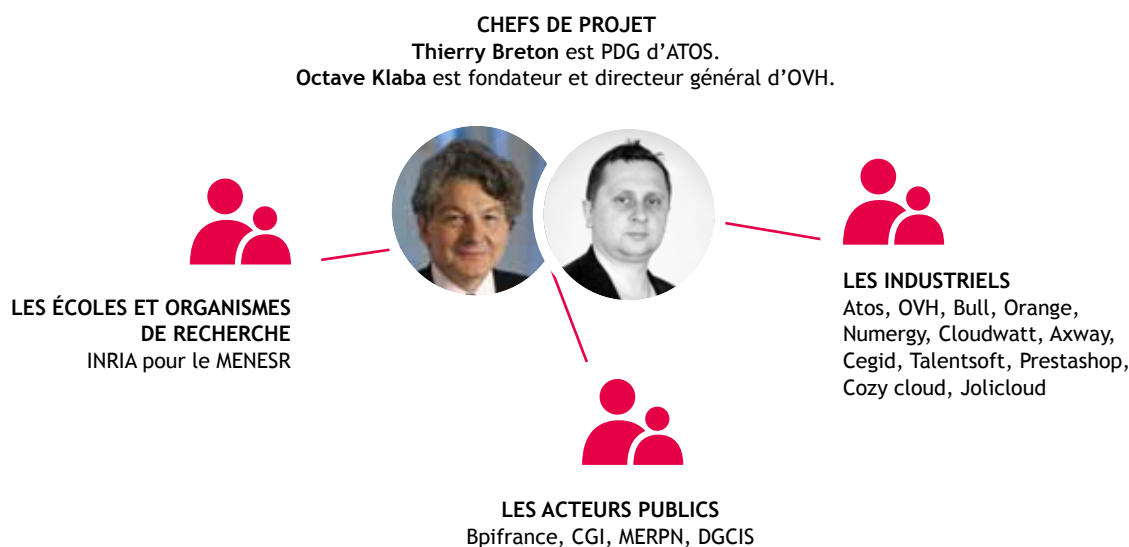 CHEFS DE PROJET
Thierry Breton est PDG d’ATOS.
Octave Klaba est fondateur et directeur général d’OVH.
LES ÉCOLES ET ORGANISMES
DE RECHERCHE
INRIA pour le MENESR
LES INDUSTRIELS
Atos, OVH, Bull, Orange,
Numergy, Cloudwatt, Axway,
Cegid, Talentsoft, Prestashop,
Cozy cloud, Jolicloud
LES ACTEURS PUBLICS
Bpifrance, CGI, MERPN, DGCIS